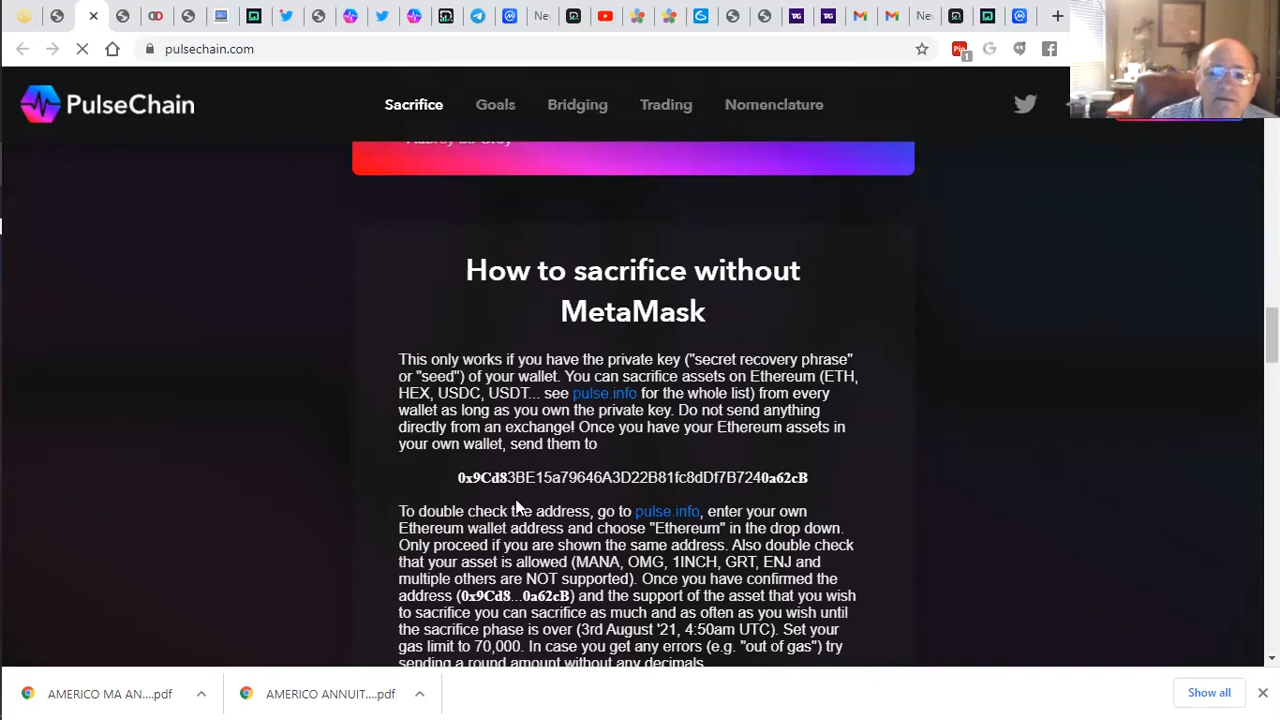 Ne
Ne
pulsechain.com
1
PulseChain
Sacrifice
Goals
Bridging
Trading
Nomenclature
How to sacrifice without
MetaMask
This only works if you have the private key ("secret recovery phrase"
or "seed") of your wallet. You can sacrifice assets on Ethereum (ETH,
HEX, USDC, USDT... see pulse.info for the whole list) from every
wallet as long as you own the private key. Do not send anything
directly from an exchange! Once you have your Ethereum assets in
your own wallet, send them to
0x9Cd83BE15a79646A3D22B81fc8dDf7B7240a62cB
To double check the address, go to pulse.info, enter your own
Ethereum wallet address and choose "Ethereum" in the drop down.
Only proceed if you are shown the same address. Also double check
that your asset is allowed (MANA, OMG, 1INCH, GRT, ENJ and
multiple others are NOT supported). Once you have confirmed the
address (0x9Cd8...0a62cB) and the support of the asset that you wish
to sacrifice you can sacrifice as much and as often as you wish until
the sacrifice phase is over (3rd August '21, 4:50am UTC). Set your
gas limit to 70,000. In case you get any errors (e.g. "out of gas") try
sending a round amount without any decimals.
AMERICO MA AN....pdf
AMERICO ANNUIT....pdf
Show all